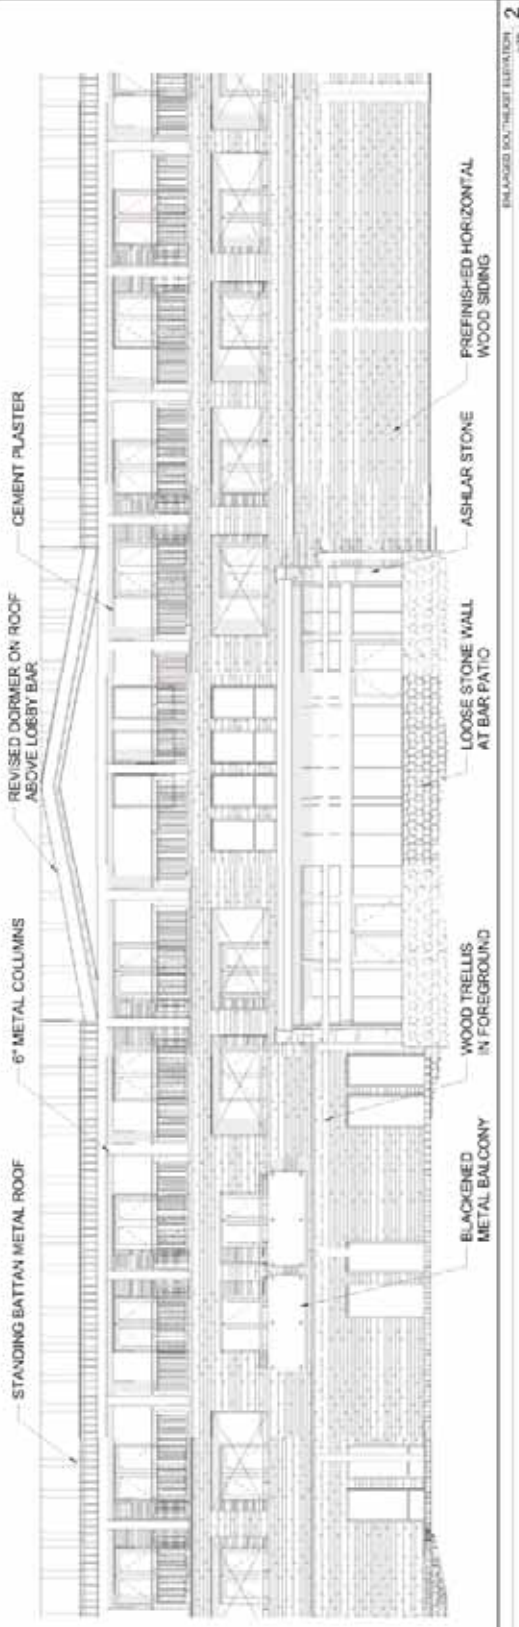 STANDING BATTAN METAL ROOF
6" METAL COLUMNS
REVISED DORMER ON ROOF
ABOVE LOBBY BAR
CEMENT PLASTER
BLACKENED
METAL BALCONY
WOOD TRELLIS
IN FOREGROUND
LOOSE STONE WALL
AT BAR PATIO
ASHLAR STONE
PREFINISHED HORIZONTAL
WOOD SIDING
ENLARGED SOUTHEAST ELEVATION
2